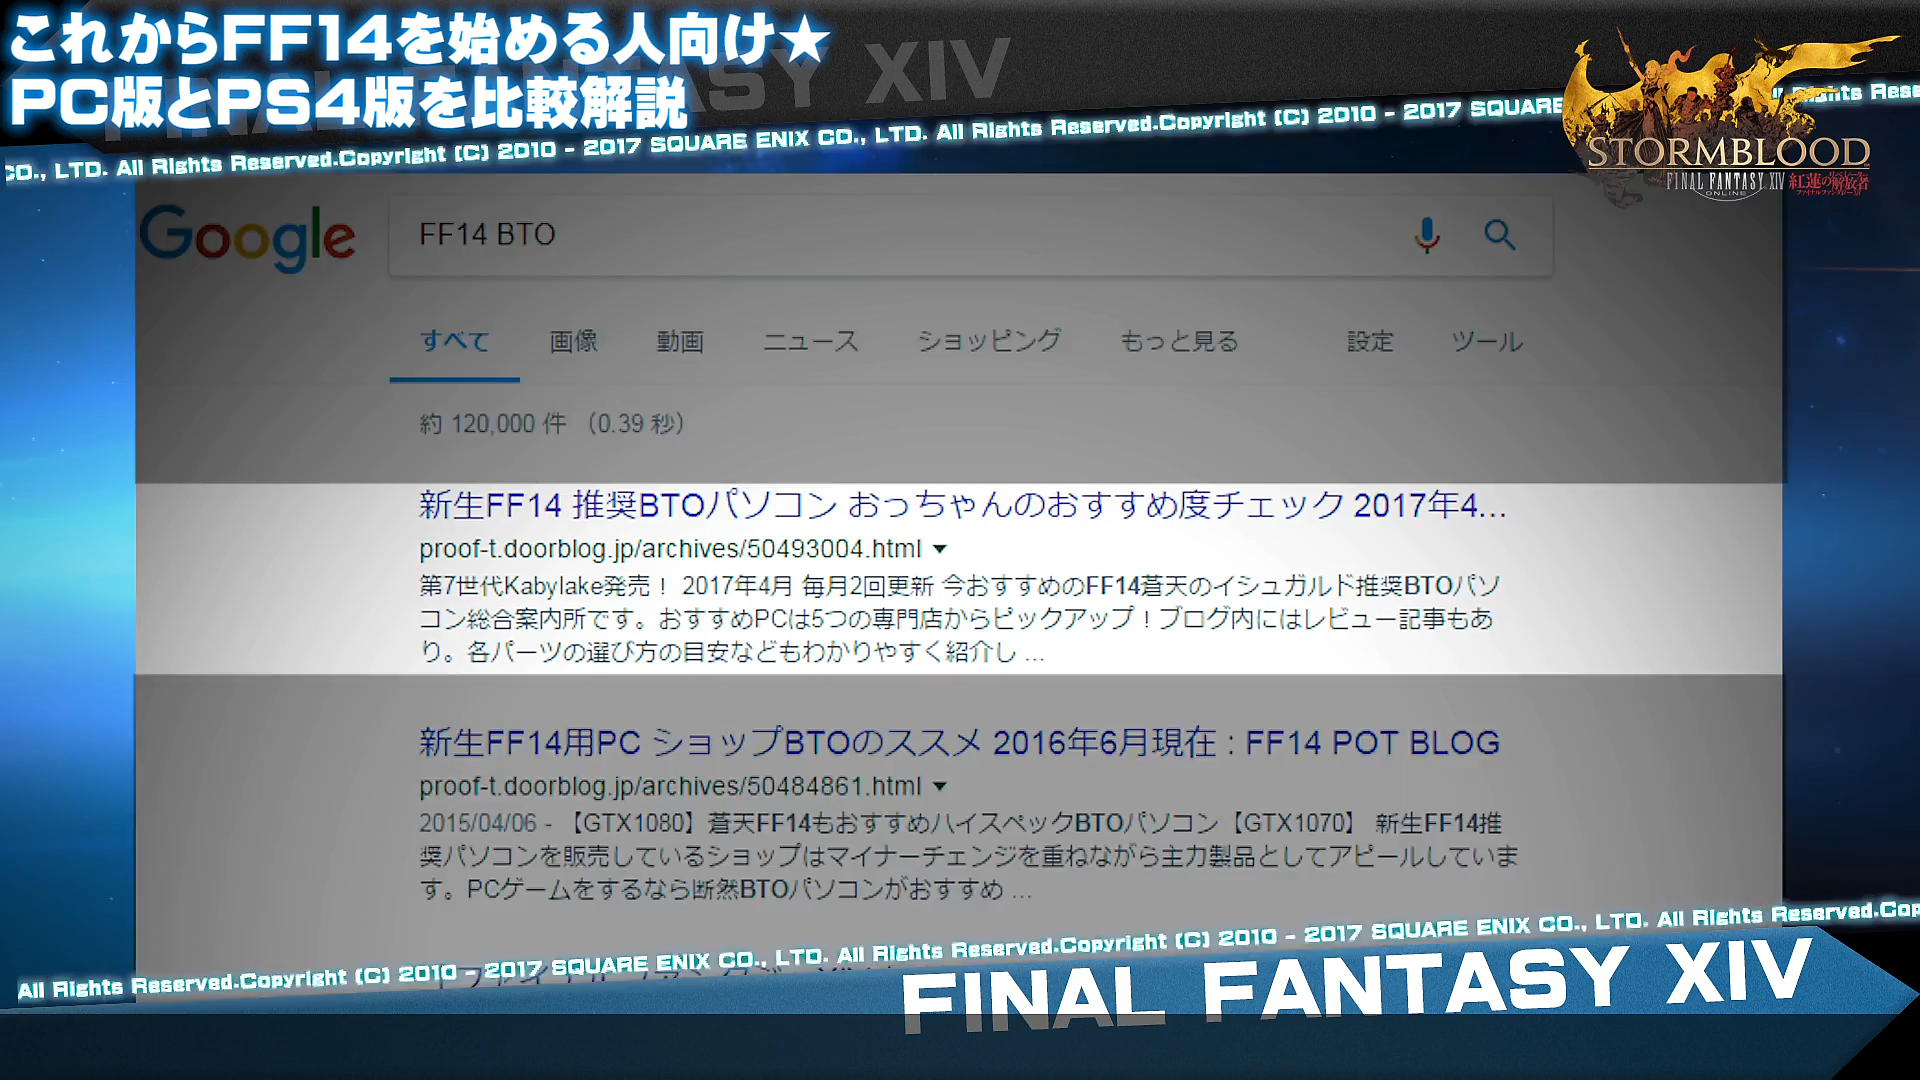 これからFF14を始める人向け★
PC版とPS4版を比較解説
FINAL FANTASY XIV
CO., LTD. All Rights Reserved.Copyright (C) 2010 - 2017 SQUARE ENIX CO., LTD. All Rights Reserved.Copyright (C) 2010 - 2017 SQUARE
STORMBLOOD
FINAL FANTASY XIV 紅蓮の解放者
ONLINE
Google
FF14 BTO
すべて 画像 動画 ニュース ショッピング もっと見る 設定 ツール
約 120,000 件 （0.39 秒）
新生FF14 推奨BTOパソコン おっちゃんのおすすめ度チェック 2017年4...
proof-t.doorblog.jp/archives/50493004.html
第7世代Kabylake発売！ 2017年4月 毎月2回更新 今おすすめのFF14蒼天のイシュガルド推奨BTOパソ
コン総合案内所です。おすすめPCは5つの専門店からピックアップ！ブログ内にはレビュー記事もあ
り。各パーツの選び方の目安などもわかりやすく紹介し ...
新生FF14用PC ショップBTOのススメ 2016年6月現在 : FF14 POT BLOG
proof-t.doorblog.jp/archives/50484861.html
2015/04/06 - 【GTX1080】蒼天FF14もおすすめハイスペックBTOパソコン【GTX1070】 新生FF14推
奨パソコンを販売しているショップはマイナーチェンジを重ねながら主力製品としてアピールしていま
す。PCゲームをするなら断然BTOパソコンがおすすめ ...
All Rights Reserved.Copyright (C) 2010 - 2017 SQUARE ENIX CO., LTD. All Rights Reserved.Copyright (C) 2010 - 2017 SQUARE ENIX CO., LTD. All Rights Reserved.Cop
FINAL FANTASY XIV